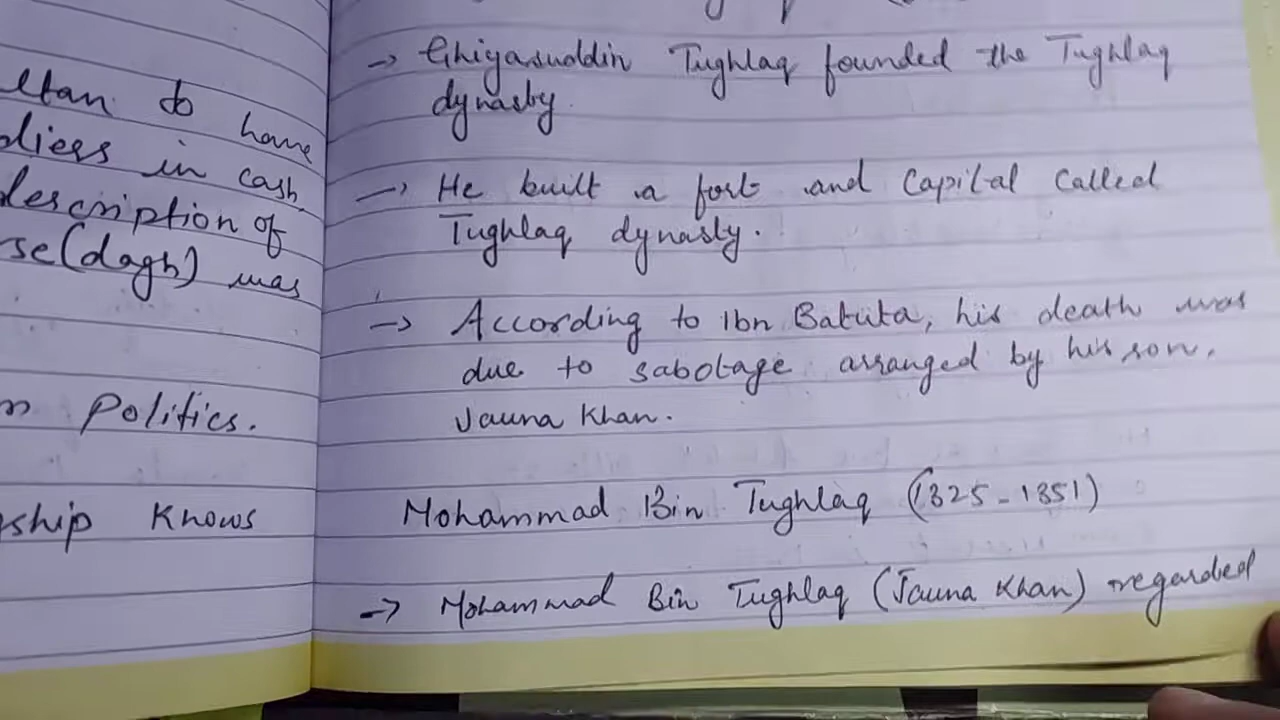 ltan to have
diers in cash
description of
se(dagh) was
Politics.
ship Knows
→ Ghiyasuddin Tughlaq founded the Tughlaq
dynasty.
→ He built a fort and Capital Called
Tughlaq dynasty.
→ According to Ibn Batuta, his death was
due to sabotage arranged by his son,
Jauna Khan.
Mohammad Bin Tughlaq (1325-1351)
→ Mohammad Bin Tughlaq (Jauna Khan) regarded